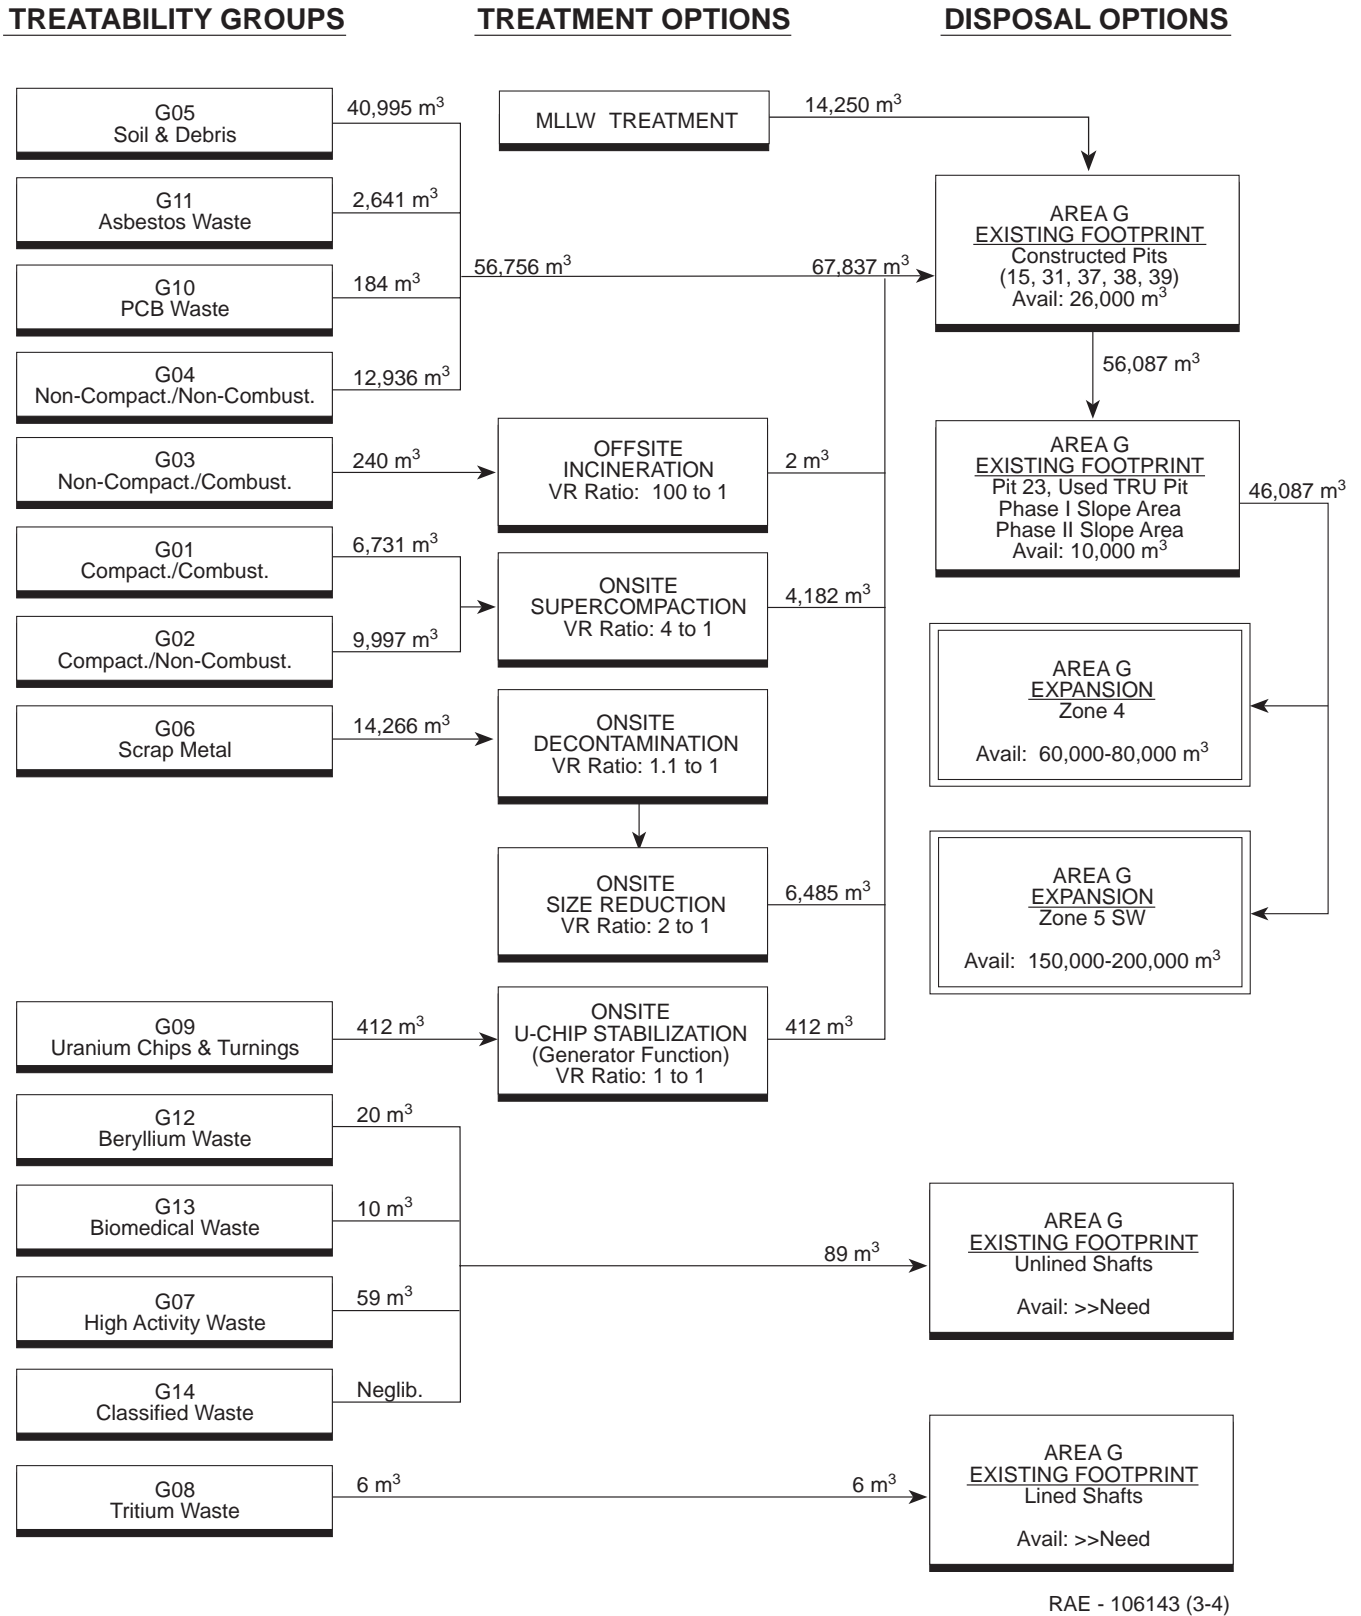 TREATABILITY GROUPS
TREATMENT OPTIONS
DISPOSAL OPTIONS
G05
Soil & Debris
40,995 m³
MLLW TREATMENT
14,250 m³
G11
Asbestos Waste
2,641 m³
AREA G
EXISTING FOOTPRINT
Constructed Pits
(15, 31, 37, 38, 39)
Avail: 26,000 m³
56,756 m³
67,837 m³
G10
PCB Waste
184 m³
G04
Non-Compact./Non-Combust.
12,936 m³
56,087 m³
G03
Non-Compact./Combust.
240 m³
OFFSITE
INCINERATION
VR Ratio: 100 to 1
2 m³
AREA G
EXISTING FOOTPRINT
Pit 23, Used TRU Pit
Phase I Slope Area
Phase II Slope Area
Avail: 10,000 m³
46,087 m³
G01
Compact./Combust.
6,731 m³
ONSITE
SUPERCOMPACTION
VR Ratio: 4 to 1
4,182 m³
G02
Compact./Non-Combust.
9,997 m³
AREA G
EXPANSION
Zone 4
Avail: 60,000-80,000 m³
G06
Scrap Metal
14,266 m³
ONSITE
DECONTAMINATION
VR Ratio: 1.1 to 1
ONSITE
SIZE REDUCTION
VR Ratio: 2 to 1
6,485 m³
AREA G
EXPANSION
Zone 5 SW
Avail: 150,000-200,000 m³
G09
Uranium Chips & Turnings
412 m³
ONSITE
U-CHIP STABILIZATION
(Generator Function)
VR Ratio: 1 to 1
412 m³
G12
Beryllium Waste
20 m³
G13
Biomedical Waste
10 m³
89 m³
AREA G
EXISTING FOOTPRINT
Unlined Shafts
Avail: >>Need
G07
High Activity Waste
59 m³
G14
Classified Waste
Neglib.
G08
Tritium Waste
6 m³
6 m³
AREA G
EXISTING FOOTPRINT
Lined Shafts
Avail: >>Need
RAE - 106143 (3-4)